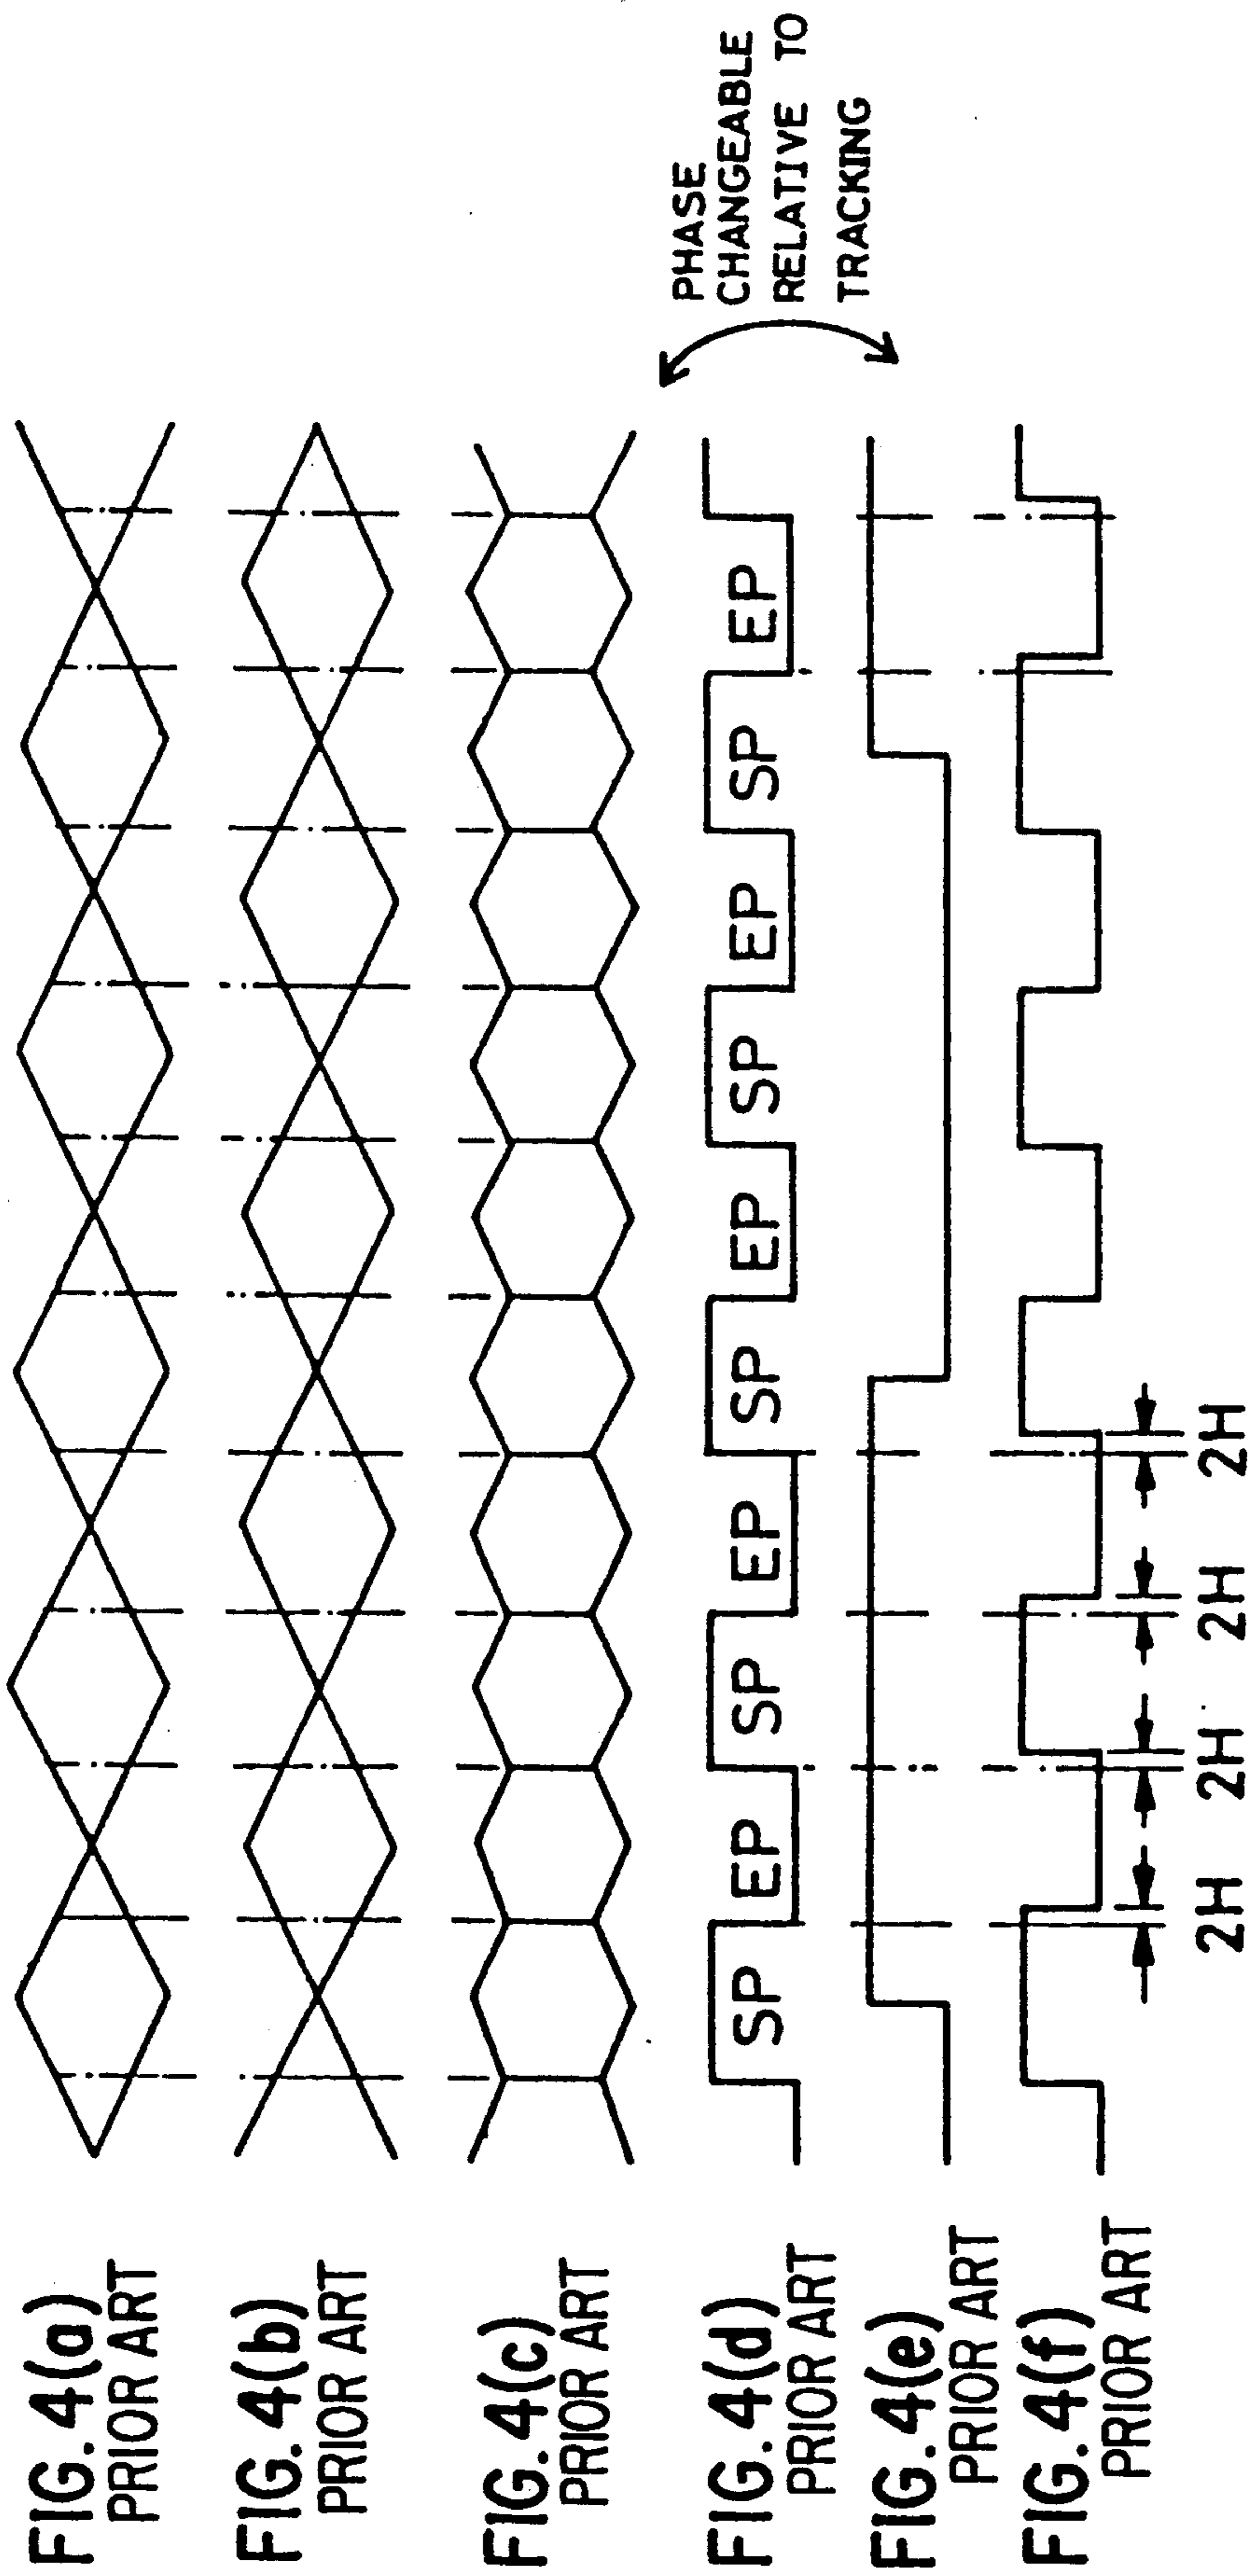 PHASE
CHANGEABLE
RELATIVE TO
TRACKING
FIG. 4(a)
PRIOR ART
FIG. 4(b)
PRIOR ART
FIG. 4(c)
PRIOR ART
FIG. 4(d)
PRIOR ART
SP EP SP EP SP EP SP EP SP EP
FIG. 4(e)
PRIOR ART
FIG. 4(f)
PRIOR ART
2H 2H 2H 2H